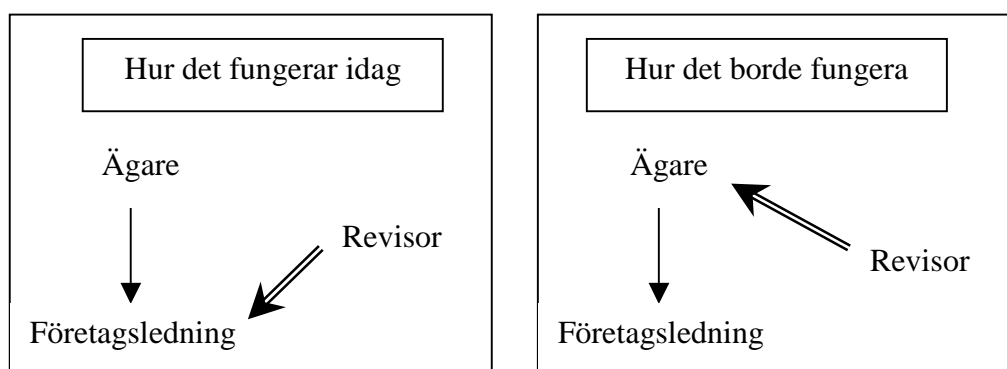 Hur det fungerar idag
Ägare
Revisor
Företagsledning
Hur det borde fungera
Ägare
Revisor
Företagsledning